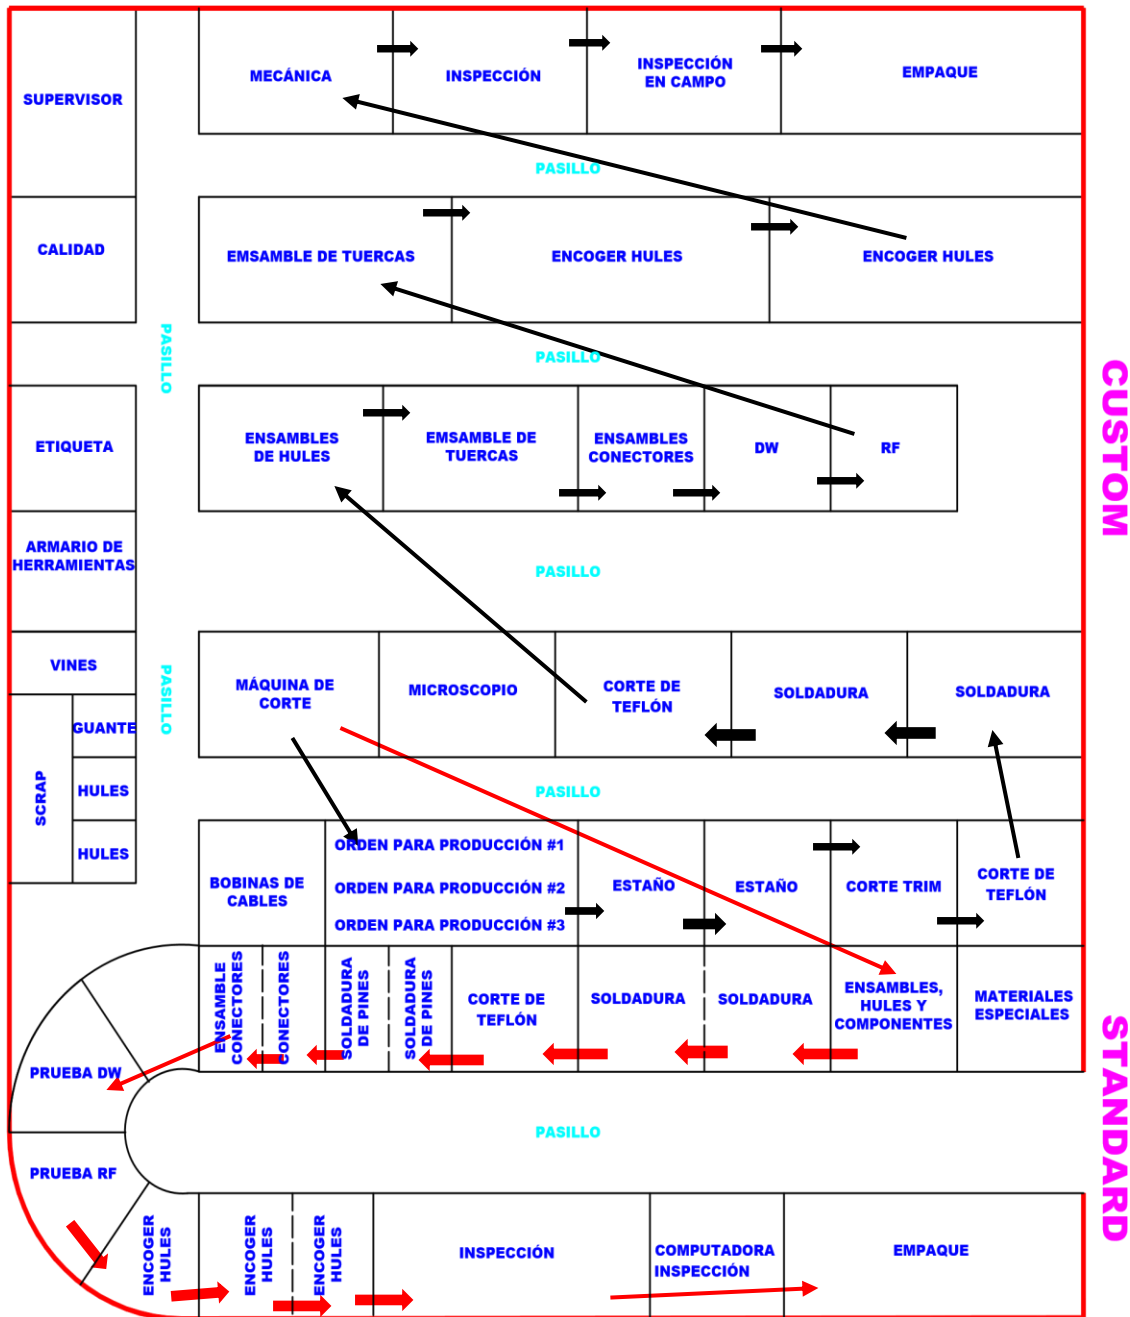 SUPERVISOR
MECÁNICA
INSPECCIÓN
INSPECCIÓN
EN CAMPO
EMPAQUE
PASILLO
CALIDAD
EMSAMBLE DE TUERCAS
ENCOGER HULES
ENCOGER HULES
PASILLO
PASILLO
CUSTOM
ETIQUETA
ENSAMBLES
DE HULES
EMSAMBLE DE
TUERCAS
ENSAMBLES
CONECTORES
DW
RF
ARMARIO DE
HERRAMIENTAS
PASILLO
VINES
PASILLO
MÁQUINA DE
CORTE
MICROSCOPIO
CORTE DE
TEFLÓN
SOLDADURA
SOLDADURA
SCRAP
GUANTE
HULES
HULES
PASILLO
BOBINAS DE
CABLES
ORDEN PARA PRODUCCIÓN #1
ORDEN PARA PRODUCCIÓN #2
ORDEN PARA PRODUCCIÓN #3
ESTAÑO
ESTAÑO
CORTE TRIM
CORTE DE
TEFLÓN
ENSAMBLE
CONECTORES
CONECTORES
SOLDADURA
DE PINES
SOLDADURA
DE PINES
CORTE DE
TEFLÓN
SOLDADURA
SOLDADURA
ENSAMBLES,
HULES Y
COMPONENTES
MATERIALES
ESPECIALES
STANDARD
PRUEBA DW
PASILLO
PRUEBA RF
ENCOGER
HULES
ENCOGER
HULES
ENCOGER
HULES
INSPECCIÓN
COMPUTADORA
INSPECCIÓN
EMPAQUE